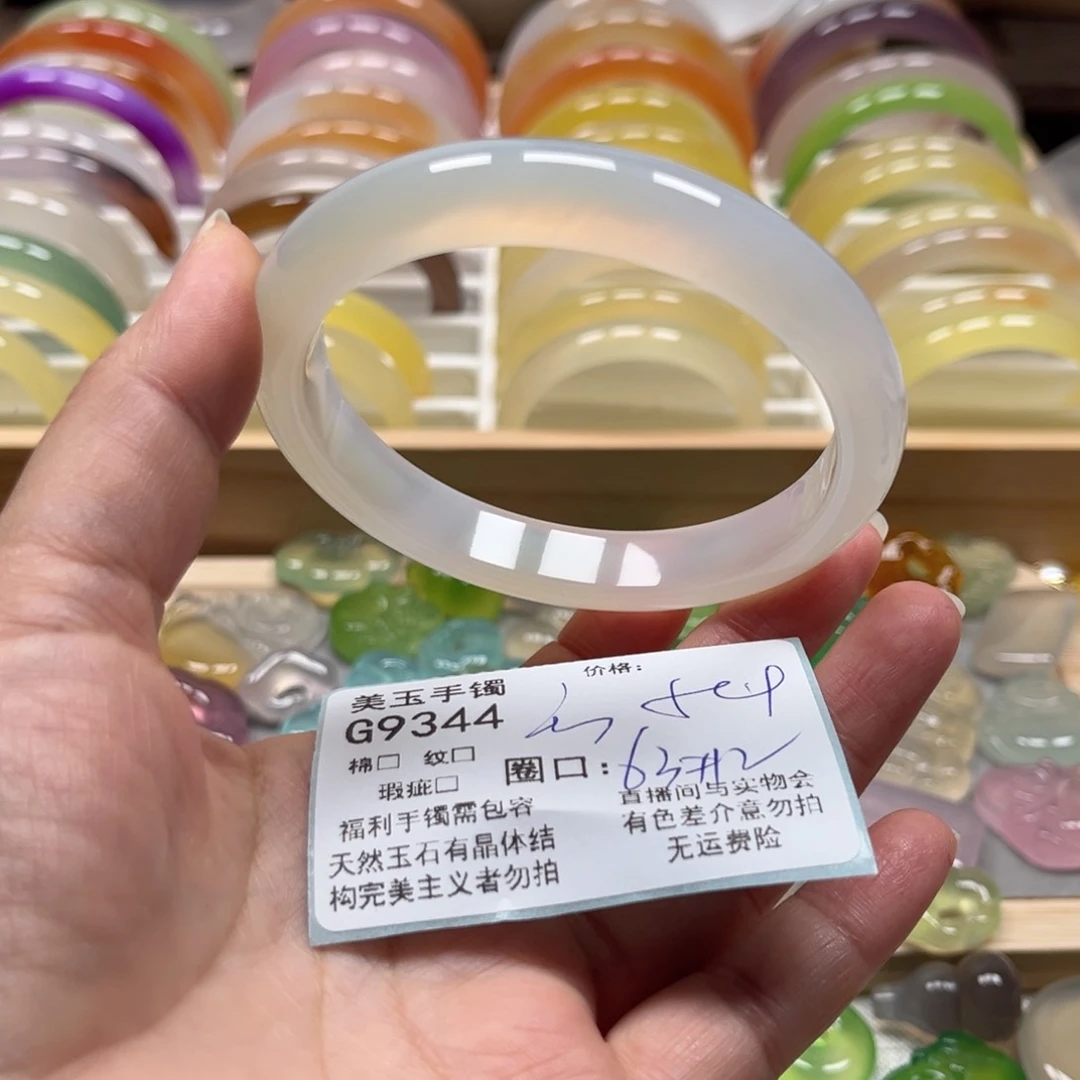 美玉手镯
价格:
G9344
棉□ 纹□
瑕疵□
圈口:63
福利手镯需包容
天然玉石有晶体结
构完美主义者勿拍
直播间与实物会
有色差介意勿拍
无运费险